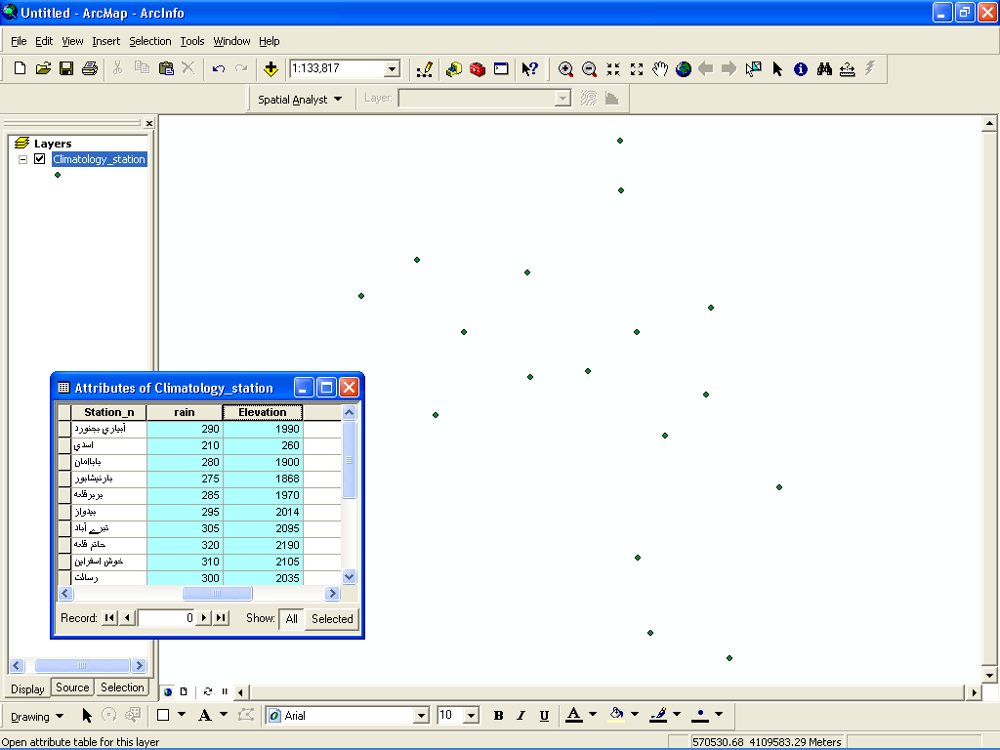 Untitled - ArcMap - ArcInfo
File Edit View Insert Selection Tools Window Help
1:133,817
Spatial Analyst Layer:
Layers
Climatology_station
Attributes of Climatology_station
Station_n rain Elevation
آبياري بجنورد 290 1990
اسدي 210 260
باباامان 280 1900
بارنيشابور 275 1868
بربرقلعه 285 1970
بيدواز 295 2014
تبرے آباد 305 2095
حاتم قلعه 320 2190
خوش اسفراين 310 2105
رسالت 300 2035
Record: 0 Show: All Selected
Display Source Selection
Drawing A Arial 10 B I U A
Open attribute table for this layer 570530.68 4109583.29 Meters